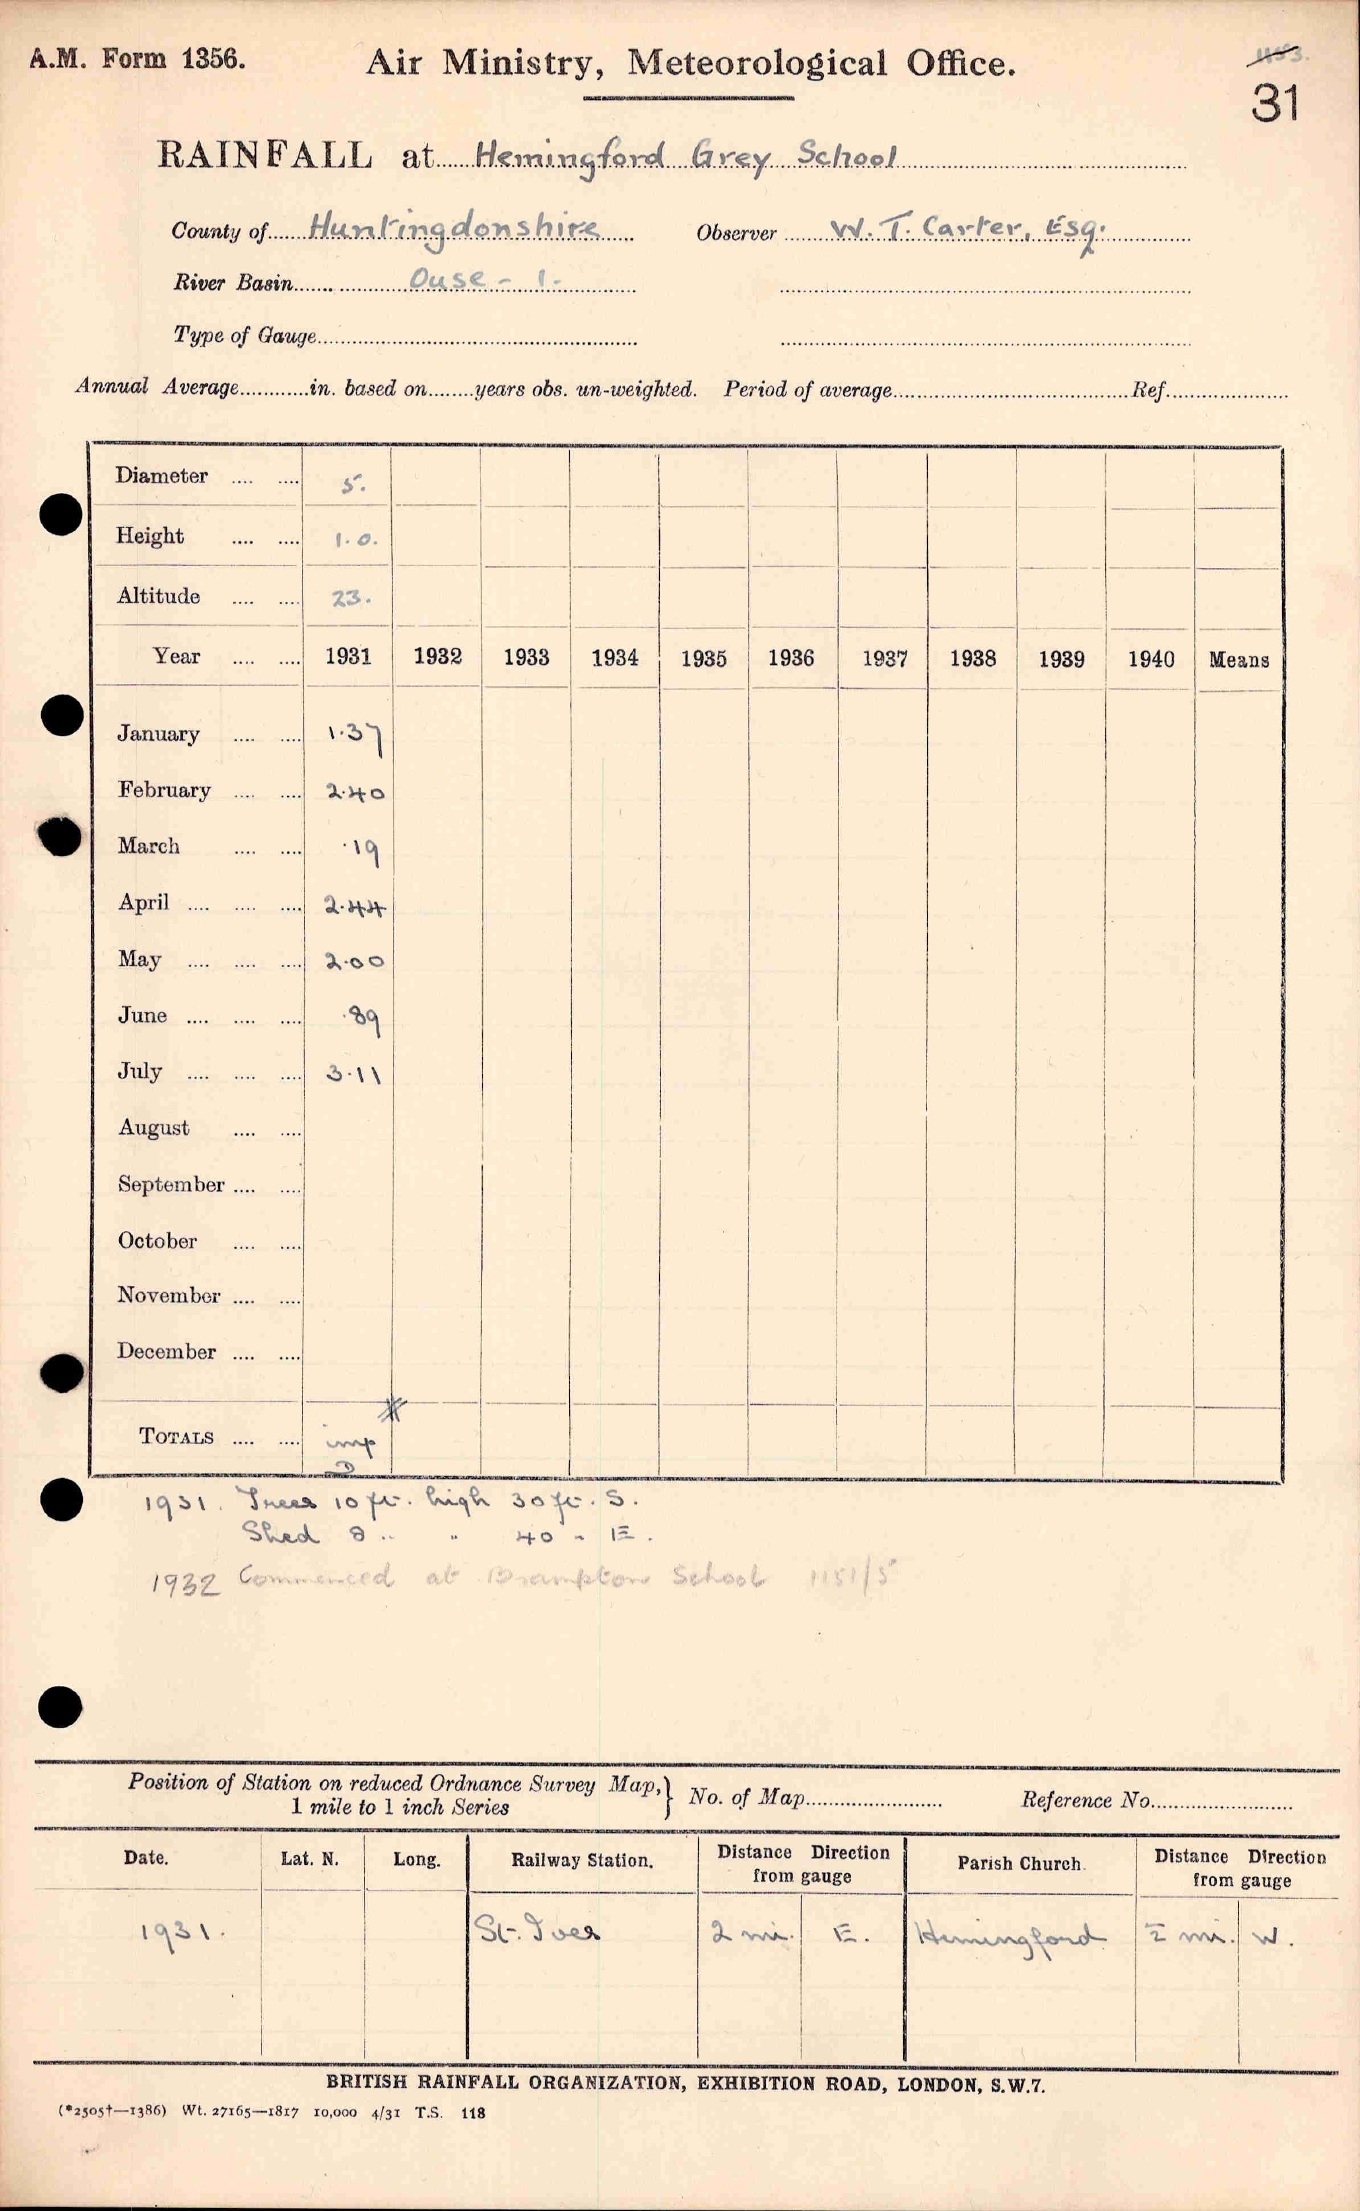 A.M. Form 1356.
Air Ministry, Meteorological Office.
1153.
31
RAINFALL at Hemingford Grey School
County of Huntingdonshire Observer W. T. Carter, Esq.
River Basin Ouse - 1.
Type of Gauge
Annual Average in. based on years obs. un-weighted. Period of average Ref.
Diameter 5.
Height 1.0.
Altitude 23.
Year 1931 1932 1933 1934 1935 1936 1937 1938 1939 1940 Means
January 1.37
February 2.40
March .19
April 2.44
May 2.00
June .89
July 3.11
August
September
October
November
December
TOTALS imp
D
1931. Trees 10 ft. high 30 ft. S.
Shed 8 " " 40 " E.
1932 Commenced at Brampton School 1151/5
Position of Station on reduced Ordnance Survey Map, } No. of Map Reference No.
1 mile to 1 inch Series
Date. Lat. N. Long. Railway Station. Distance Direction from gauge Parish Church. Distance Direction from gauge
1931. St. Ives 2 mi. E. Hemingford ½ mi. W.
BRITISH RAINFALL ORGANIZATION, EXHIBITION ROAD, LONDON, S.W.7.
(*2505†—1386) Wt. 27165—1817 10,000 4/31 T.S. 118